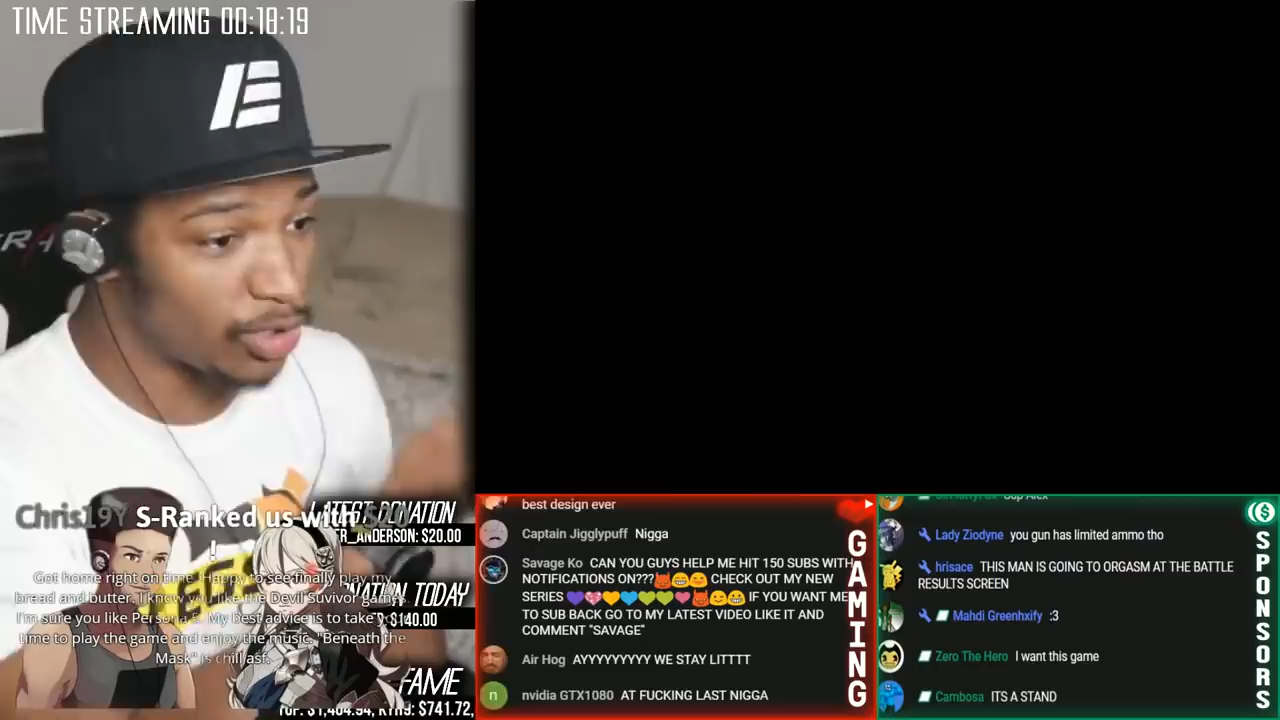 TIME STREAMING 00:18:19
Chris19Y S-Ranked us with
!
Got home right on time. Happy to see finally play my
bread and butter. I know you like the Devil Suvivor games.
I'm sure you like Persona. My best advice is to take
time to play the game and enjoy the music. "Beneath the
Mask" is chill asf.
LATEST DONATION
R_ANDERSON: $20.00
TODAY
$140.00
FAME
$1,404.94, $741.72,
best design ever
Captain Jigglypuff Nigga
Savage Ko CAN YOU GUYS HELP ME HIT 150 SUBS WITH
NOTIFICATIONS ON???👹😂😊 CHECK OUT MY NEW
SERIES 💜💖💛💙💚💚❤👹😊😂 IF YOU WANT ME
TO SUB BACK GO TO MY LATEST VIDEO LIKE IT AND
COMMENT "SAVAGE"
Air Hog AYYYYYYYYY WE STAY LITTTT
n nvidia GTX1080 AT FUCKING LAST NIGGA
GAMING
Lady Ziodyne you gun has limited ammo tho
hrisace THIS MAN IS GOING TO ORGASM AT THE BATTLE
RESULTS SCREEN
Mahdi Greenhxify :3
Zero The Hero I want this game
Cambosa ITS A STAND
SPONSORS